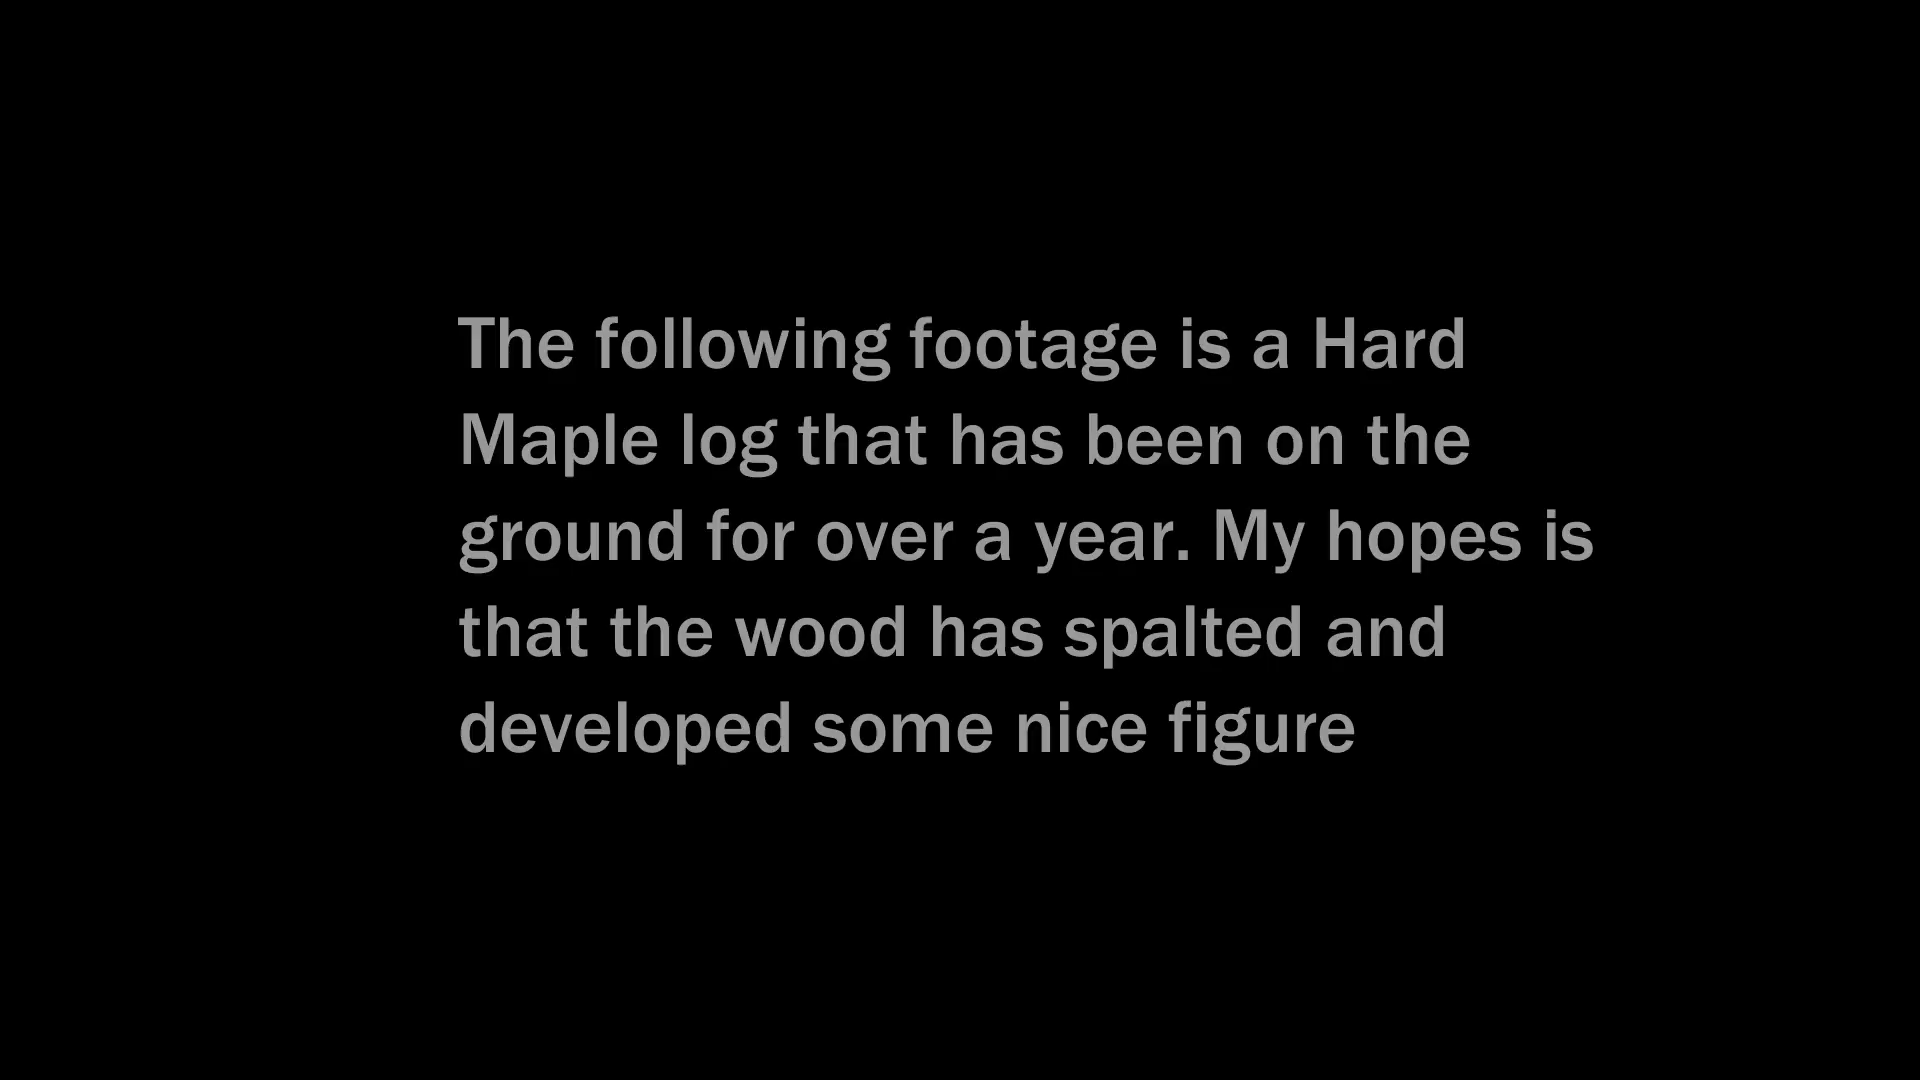 The following footage is a Hard
Maple log that has been on the
ground for over a year. My hopes is
that the wood has spalted and
developed some nice figure